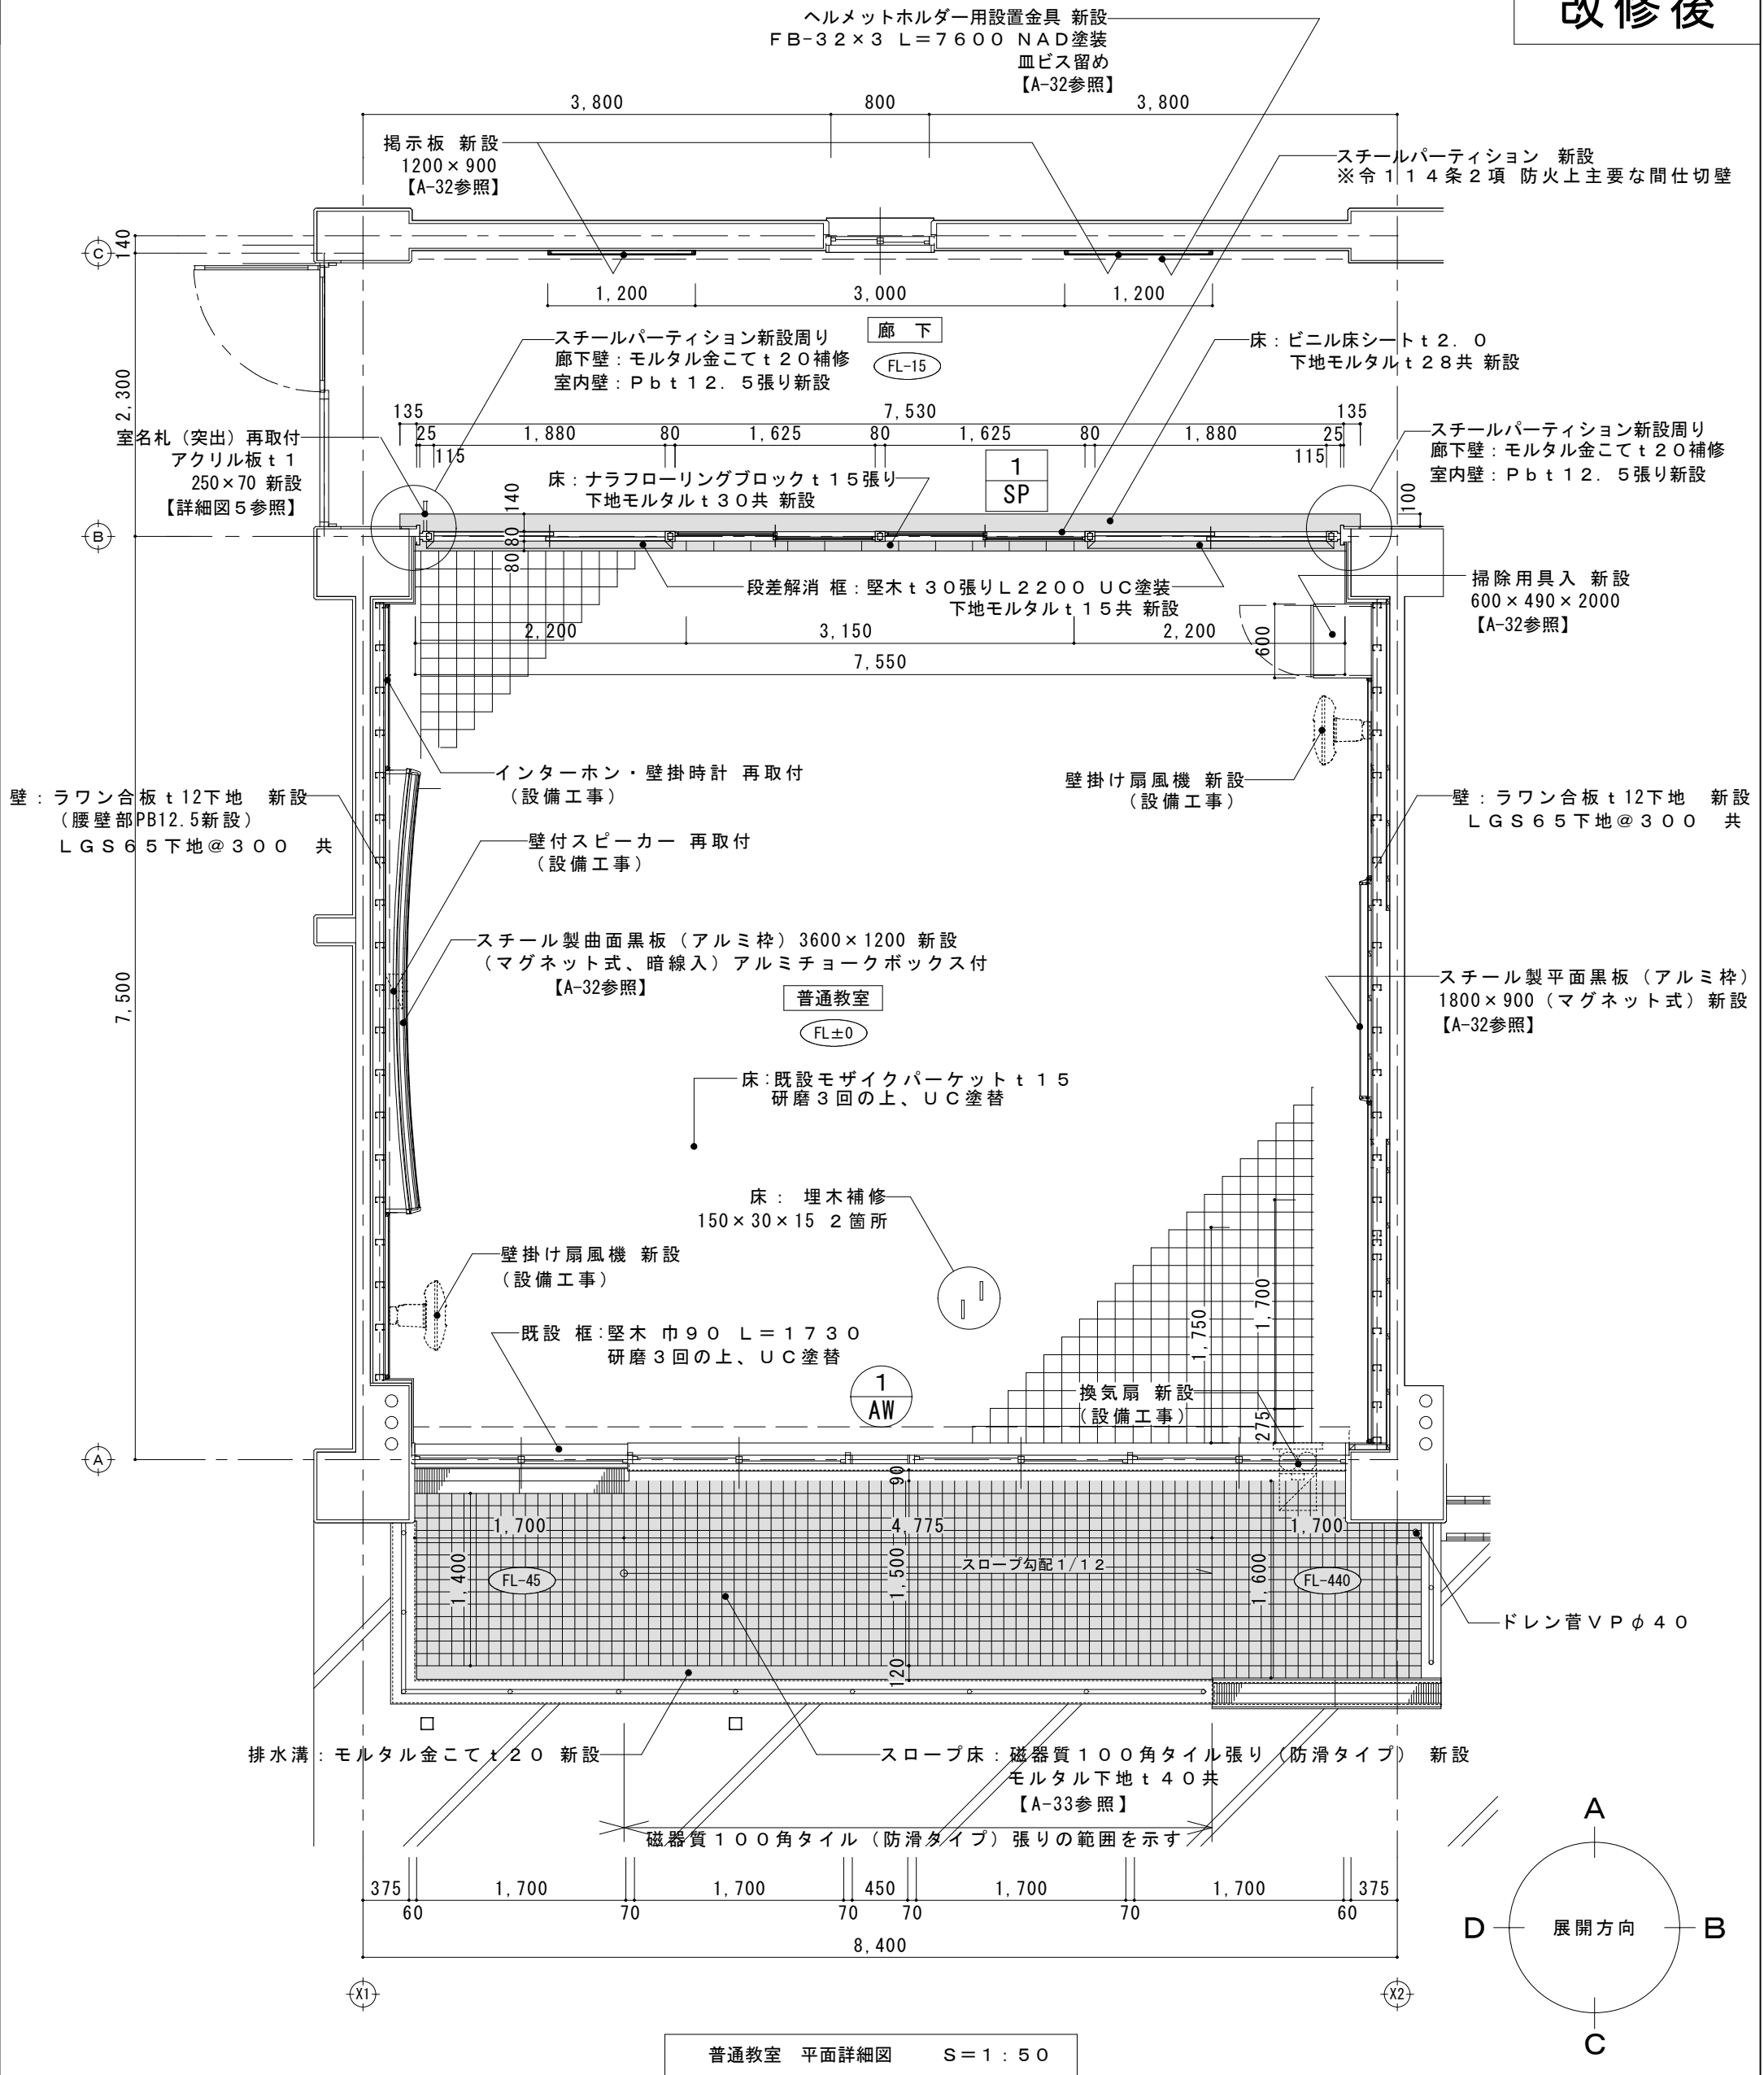 改修後
ヘルメットホルダー用設置金具 新設
FB-32×3 L=7600 NAD塗装
皿ビス留め
【A-32参照】
3,800 800 3,800
掲示板 新設
1200×900
【A-32参照】
スチールパーティション 新設
※令114条2項 防火上主要な間仕切壁
C
140
1,200 3,000 1,200
廊下
FL-15
スチールパーティション新設周り
廊下壁：モルタル金こてt20補修
室内壁：Pbt12.5張り新設
床：ビニル床シートt2.0
下地モルタルt28共 新設
2,300
135 7,530 135
25 1,880 80 1,625 80 1,625 80 1,880 25
115 115
室名札（突出）再取付
アクリル板t1
250×70 新設
【詳細図5参照】
床：ナラフローリングブロックt15張り
下地モルタルt30共 新設
1
SP
スチールパーティション新設周り
廊下壁：モルタル金こてt20補修
室内壁：Pbt12.5張り新設
140
80
80
100
B
段差解消 框：堅木t30張りL2200 UC塗装
下地モルタルt15共 新設
掃除用具入 新設
600×490×2000
【A-32参照】
2,200 3,150 2,200
600
7,550
インターホン・壁掛時計 再取付
（設備工事）
壁掛け扇風機 新設
（設備工事）
壁：ラワン合板t12下地 新設
（腰壁部PB12.5新設）
LGS65下地@300 共
壁：ラワン合板t12下地 新設
LGS65下地@300 共
壁付スピーカー 再取付
（設備工事）
スチール製曲面黒板（アルミ枠）3600×1200 新設
（マグネット式、暗線入）アルミチョークボックス付
【A-32参照】
7,500
普通教室
FL±0
スチール製平面黒板（アルミ枠）
1800×900（マグネット式）新設
【A-32参照】
床：既設モザイクパーケットt15
研磨3回の上、UC塗替
床： 埋木補修
150×30×15 2箇所
壁掛け扇風機 新設
（設備工事）
1,700
1,750
既設 框：堅木 巾90 L=1730
研磨3回の上、UC塗替
1
AW
換気扇 新設
（設備工事）
275
A
90
1,700 4,775 1,700
1,400
FL-45
1,500
スロープ勾配1/12
1,600
FL-440
ドレン菅VPφ40
120
排水溝：モルタル金こてt20 新設
スロープ床：磁器質100角タイル張り（防滑タイプ） 新設
モルタル下地t40共
【A-33参照】
磁器質100角タイル（防滑タイプ）張りの範囲を示す
375 1,700 1,700 450 1,700 1,700 375
60 70 70 70 70 60
8,400
X1 X2
A
D 展開方向 B
C
普通教室 平面詳細図 S=1:50